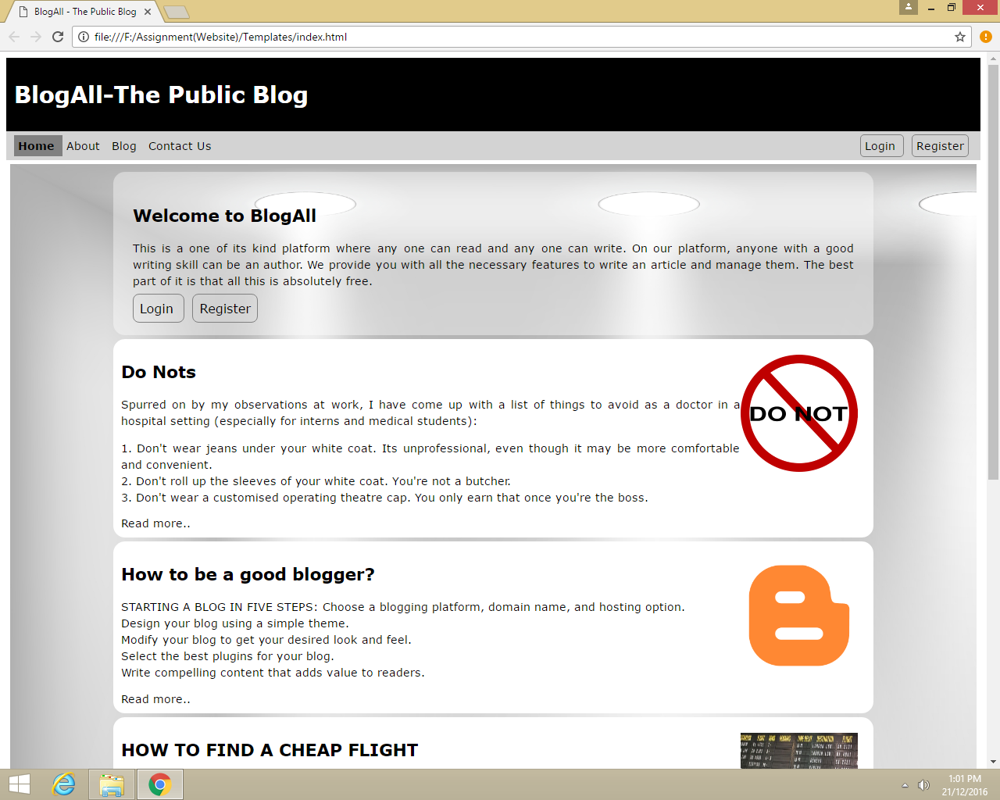 BlogAll - The Public Blog
file:///F:/Assignment(Website)/Templates/index.html
BlogAll-The Public Blog
Home About Blog Contact Us Login Register
Welcome to BlogAll
This is a one of its kind platform where any one can read and any one can write. On our platform, anyone with a good
writing skill can be an author. We provide you with all the necessary features to write an article and manage them. The best
part of it is that all this is absolutely free.
Login Register
Do Nots
Spurred on by my observations at work, I have come up with a list of things to avoid as a doctor in a
hospital setting (especially for interns and medical students):
DO NOT
1. Don't wear jeans under your white coat. Its unprofessional, even though it may be more comfortable
and convenient.
2. Don't roll up the sleeves of your white coat. You're not a butcher.
3. Don't wear a customised operating theatre cap. You only earn that once you're the boss.
Read more..
How to be a good blogger?
STARTING A BLOG IN FIVE STEPS: Choose a blogging platform, domain name, and hosting option.
Design your blog using a simple theme.
Modify your blog to get your desired look and feel.
Select the best plugins for your blog.
Write compelling content that adds value to readers.
Read more..
HOW TO FIND A CHEAP FLIGHT
1:01 PM
21/12/2016